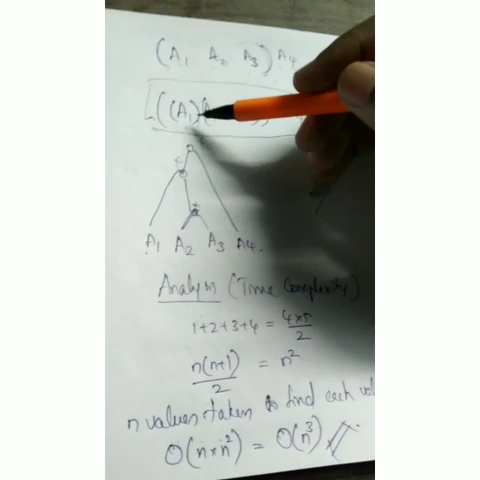 (A1 A2 A3) A4
((A1)(
A1 A2 A3 A4.
Analysis (Time Complexity)
1+2+3+4 = 4×5/2
n(n+1)/2 = n²
n values taken to find each val
O(n×n²) = O(n³)